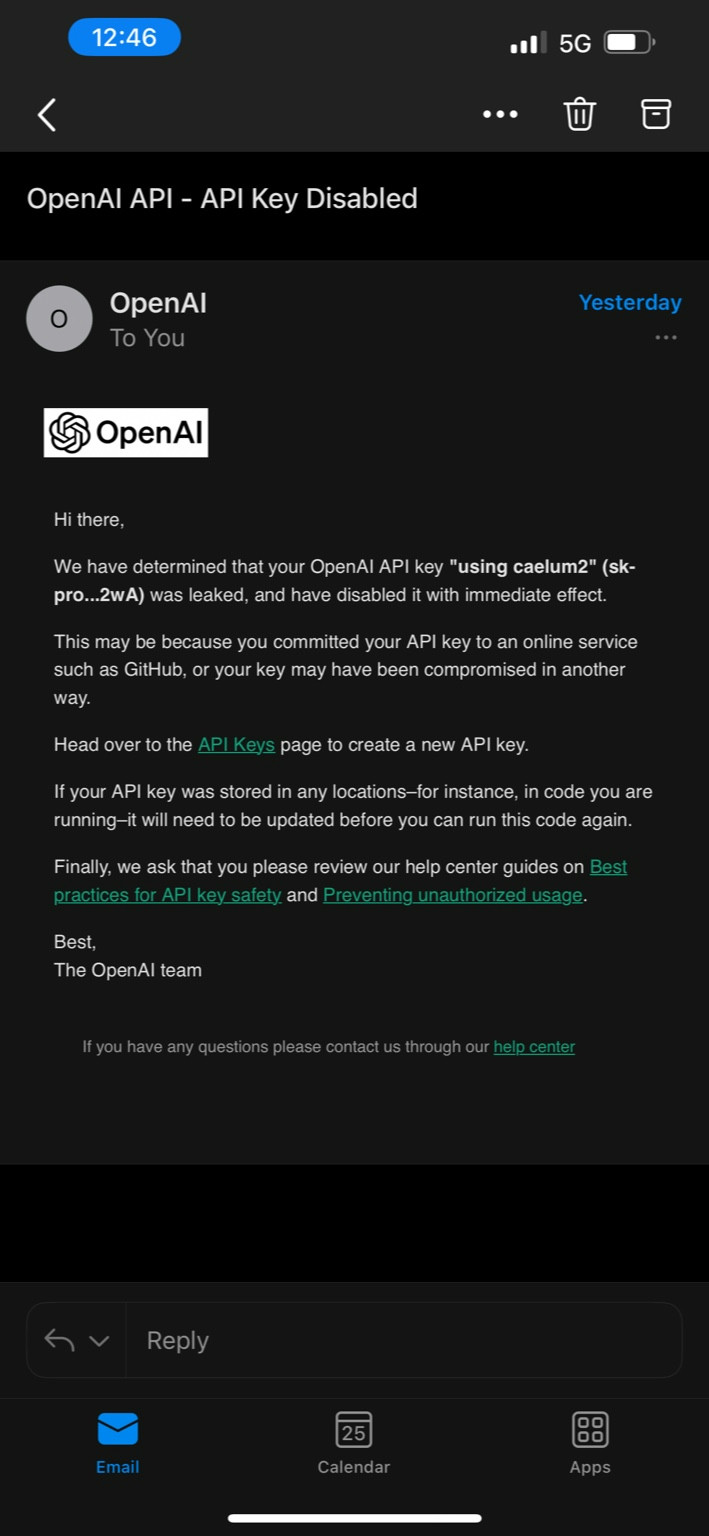 12:46
5G
OpenAI API - API Key Disabled
O
OpenAI
Yesterday
To You
OpenAI
Hi there,
We have determined that your OpenAI API key "using caelum2" (sk-
pro...2wA) was leaked, and have disabled it with immediate effect.
This may be because you committed your API key to an online service
such as GitHub, or your key may have been compromised in another
way.
Head over to the API Keys page to create a new API key.
If your API key was stored in any locations–for instance, in code you are
running–it will need to be updated before you can run this code again.
Finally, we ask that you please review our help center guides on Best
practices for API key safety and Preventing unauthorized usage.
Best,
The OpenAI team
If you have any questions please contact us through our help center
Reply
25
Email
Calendar
Apps